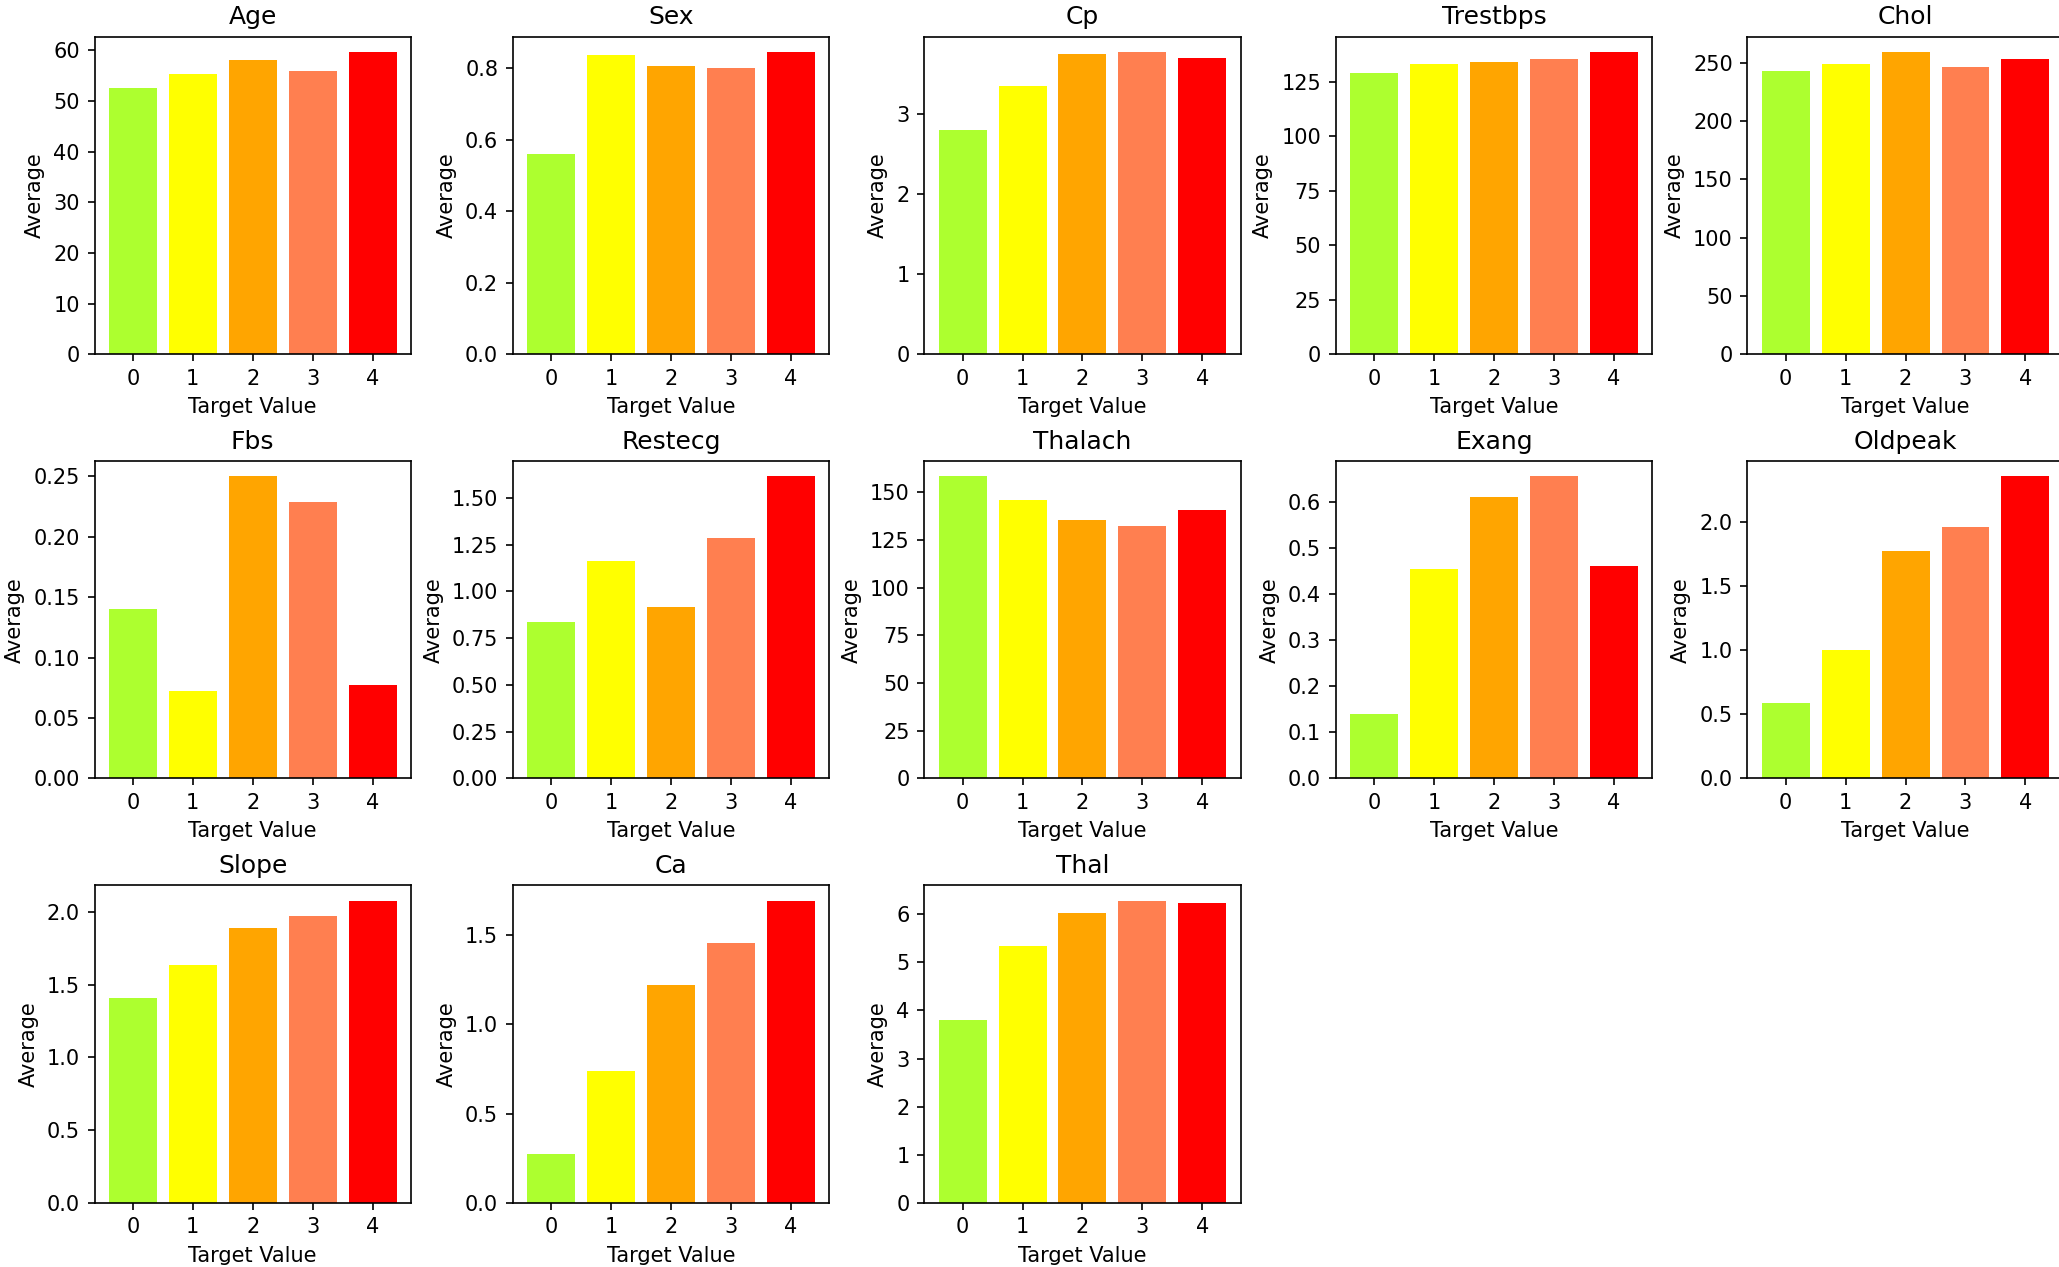 Age
60
50
40
30
20
10
0
Average
0 1 2 3 4
Target Value
Sex
0.8
0.6
0.4
0.2
0.0
Average
0 1 2 3 4
Target Value
Cp
3
2
1
0
Average
0 1 2 3 4
Target Value
Trestbps
125
100
75
50
25
0
Average
0 1 2 3 4
Target Value
Chol
250
200
150
100
50
0
Average
0 1 2 3 4
Target Value
Fbs
0.25
0.20
0.15
0.10
0.05
0.00
Average
0 1 2 3 4
Target Value
Restecg
1.50
1.25
1.00
0.75
0.50
0.25
0.00
Average
0 1 2 3 4
Target Value
Thalach
150
125
100
75
50
25
0
Average
0 1 2 3 4
Target Value
Exang
0.6
0.5
0.4
0.3
0.2
0.1
0.0
Average
0 1 2 3 4
Target Value
Oldpeak
2.0
1.5
1.0
0.5
0.0
Average
0 1 2 3 4
Target Value
Slope
2.0
1.5
1.0
0.5
0.0
Average
0 1 2 3 4
Target Value
Ca
1.5
1.0
0.5
0.0
Average
0 1 2 3 4
Target Value
Thal
6
5
4
3
2
1
0
Average
0 1 2 3 4
Target Value